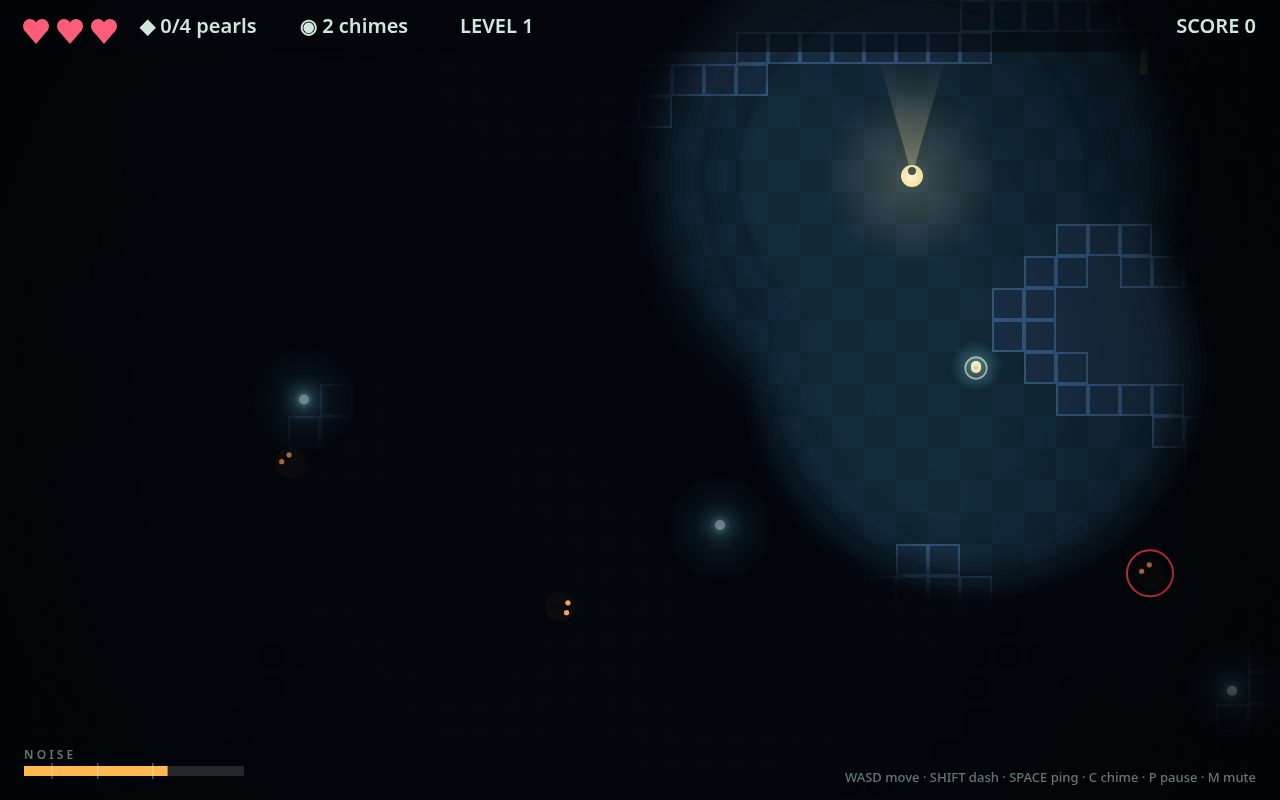 ◆ 0/4 pearls ◉ 2 chimes LEVEL 1 SCORE 0
NOISE
WASD move · SHIFT dash · SPACE ping · C chime · P pause · M mute